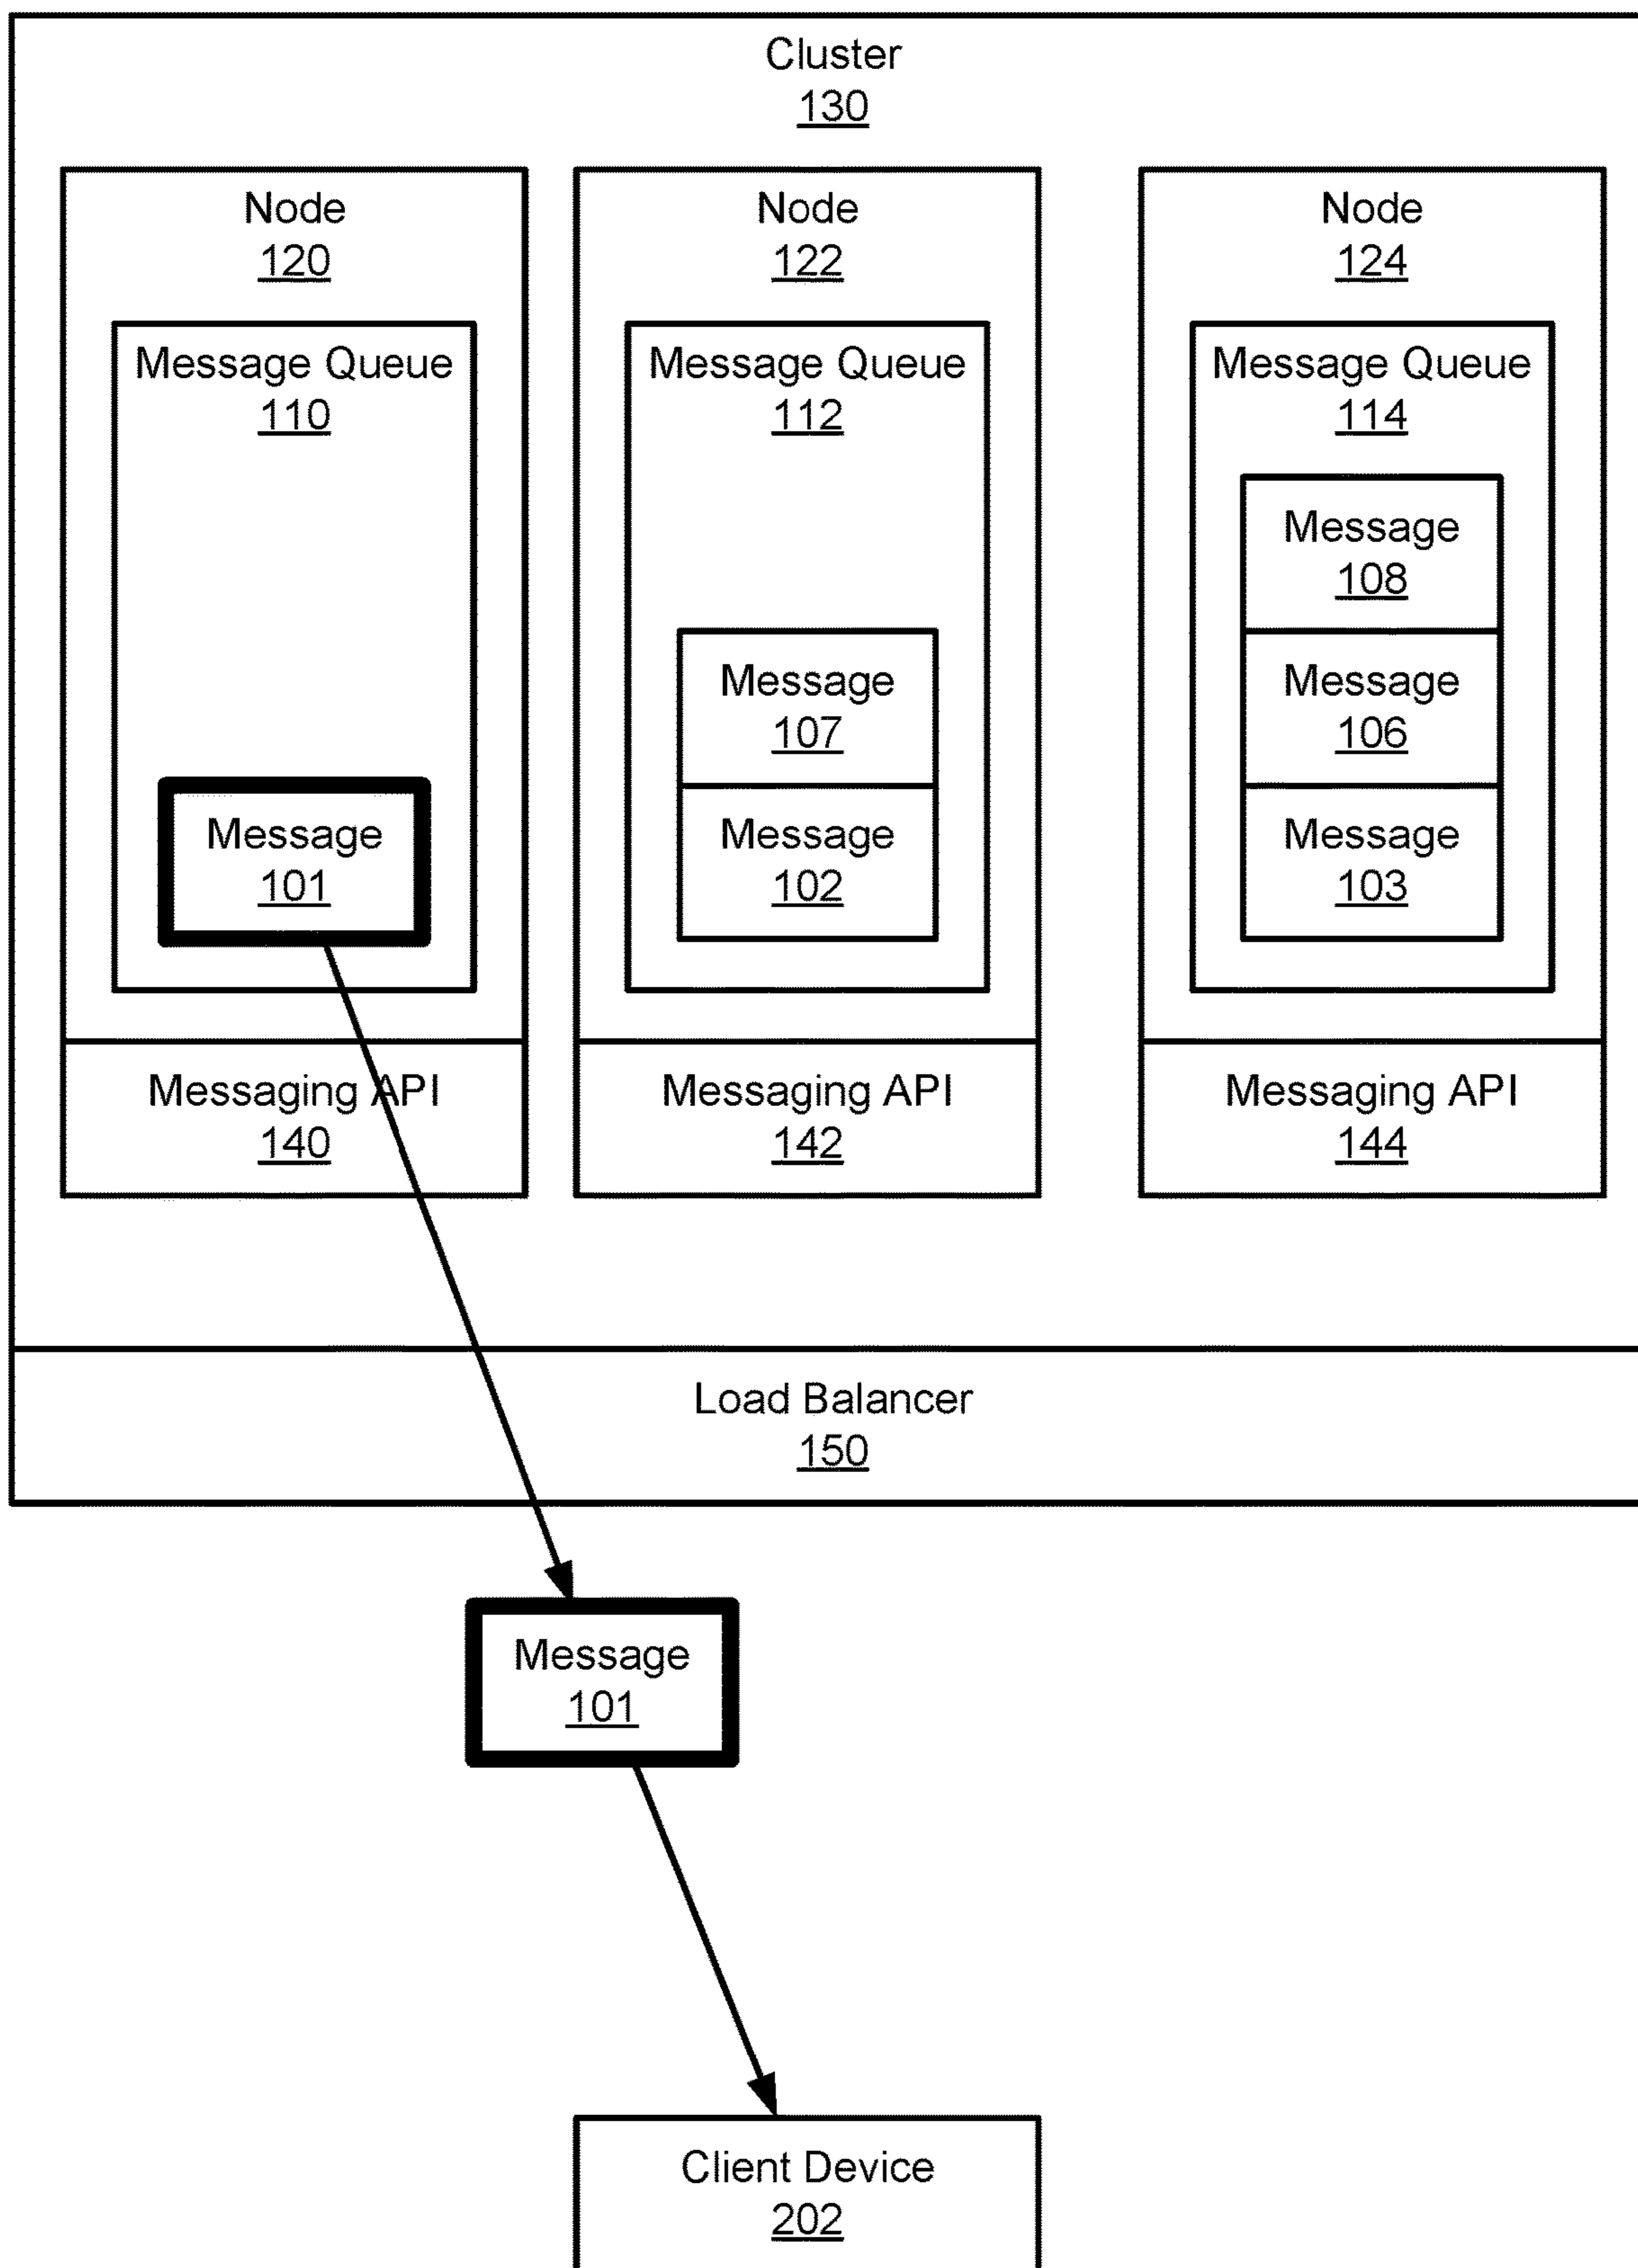 Cluster
130
Node
120
Message Queue
110
Message
101
Messaging API
140
Node
122
Message Queue
112
Message
107
Message
102
Messaging API
142
Node
124
Message Queue
114
Message
108
Message
106
Message
103
Messaging API
144
Load Balancer
150
Message
101
Client Device
202